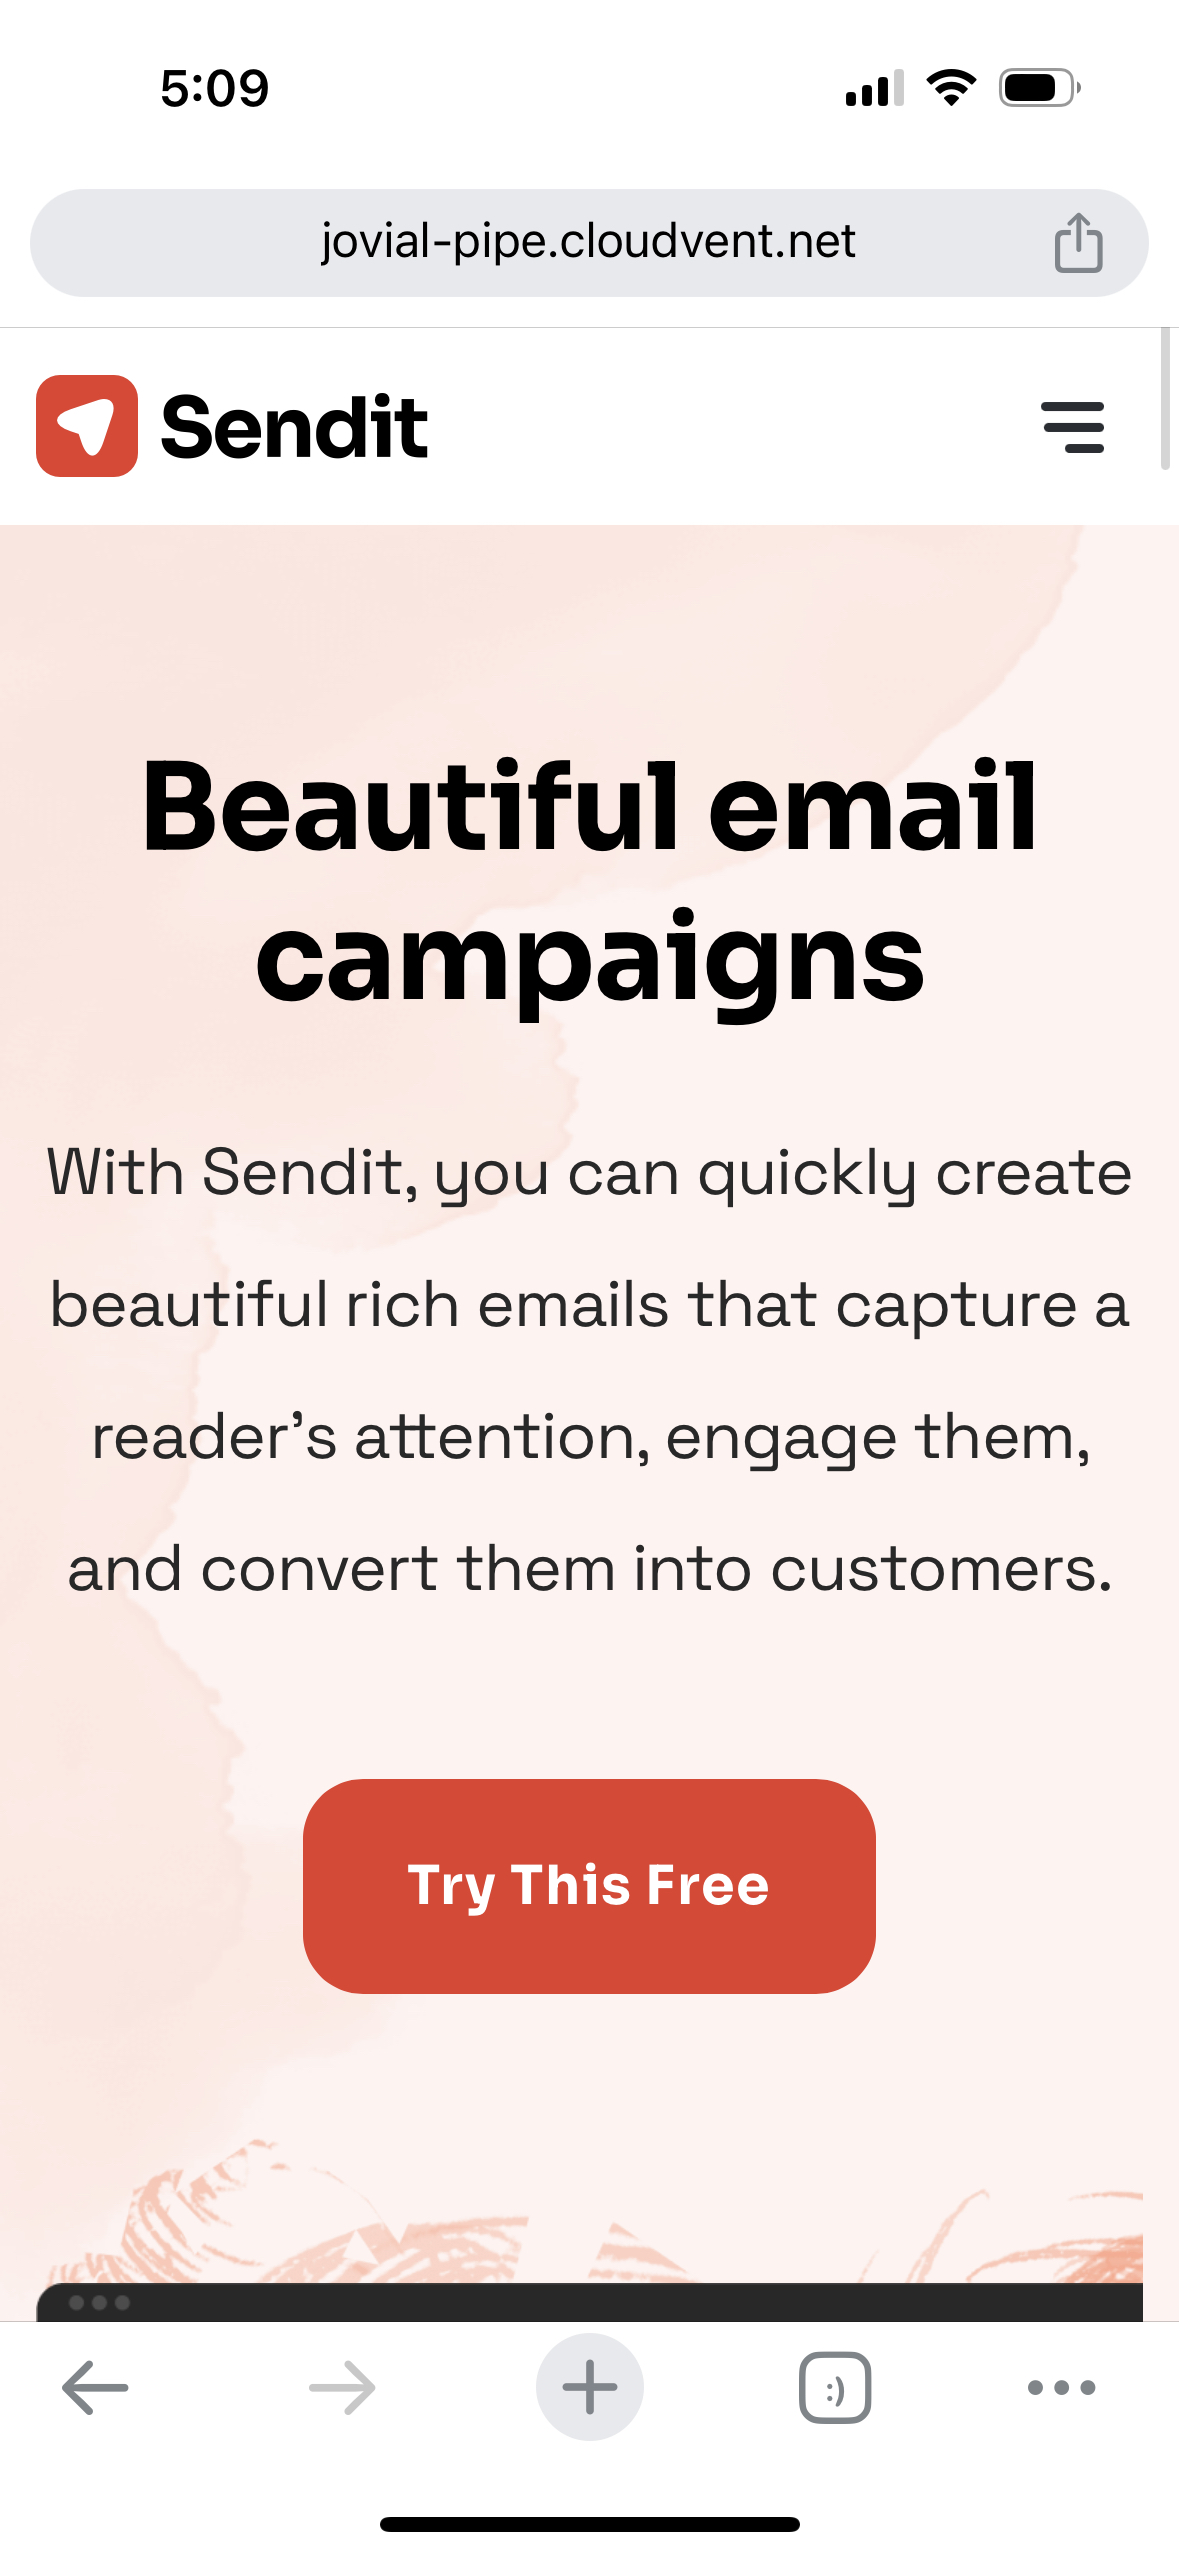 5:09
jovial-pipe.cloudvent.net
Sendit
Beautiful email
campaigns
With Sendit, you can quickly create
beautiful rich emails that capture a
reader’s attention, engage them,
and convert them into customers.
Try This Free
:)